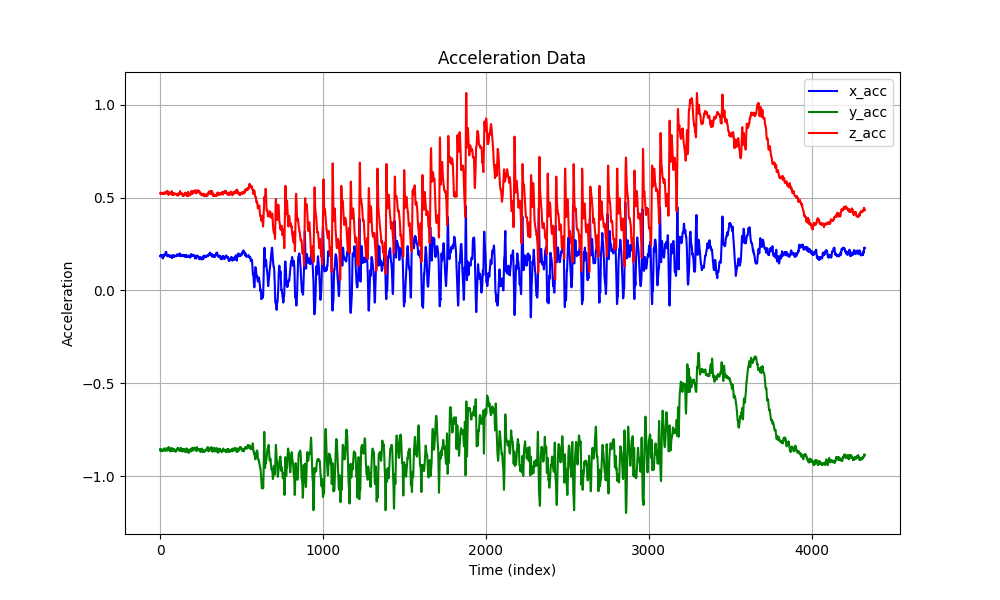 Acceleration Data
x_acc
y_acc
z_acc
1.0
0.5
0.0
−0.5
−1.0
Acceleration
0 1000 2000 3000 4000
Time (index)